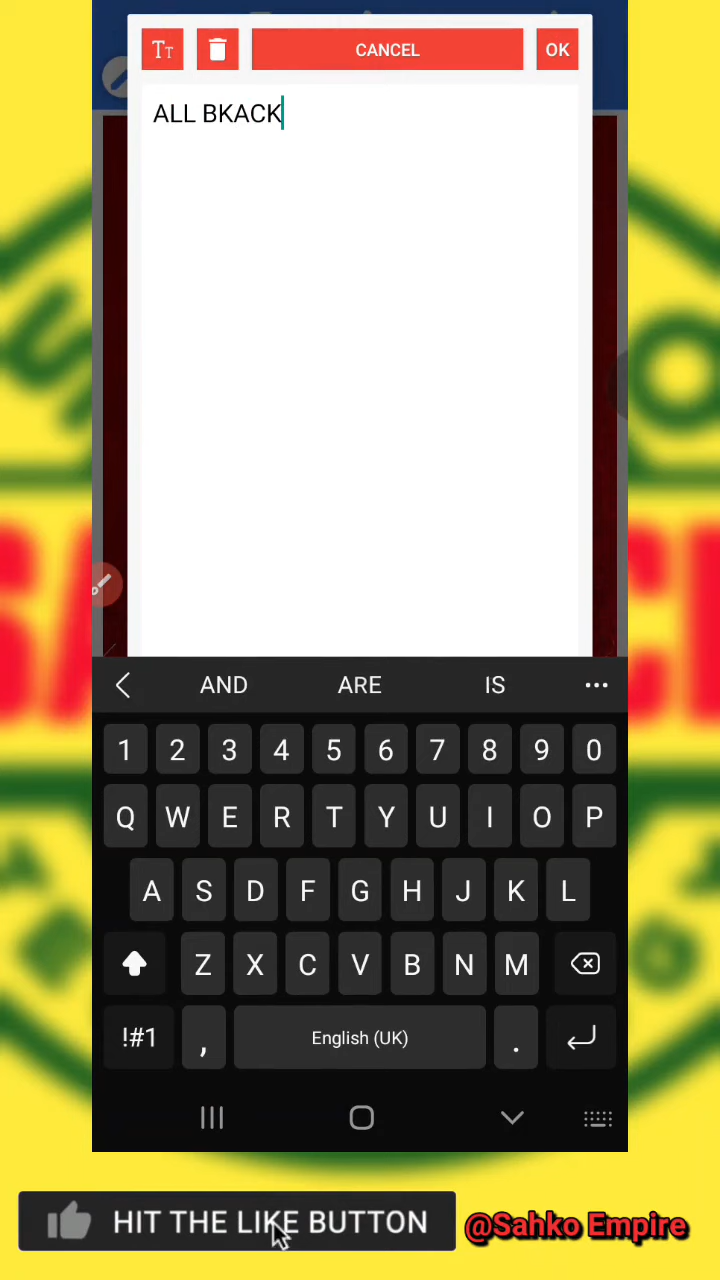 TT CANCEL OK
ALL BKACK
AND ARE IS •••
1 2 3 4 5 6 7 8 9 0
Q W E R T Y U I O P
A S D F G H J K L
Z X C V B N M
!#1 , English (UK) .
HIT THE LIKE BUTTON @Sahko Empire